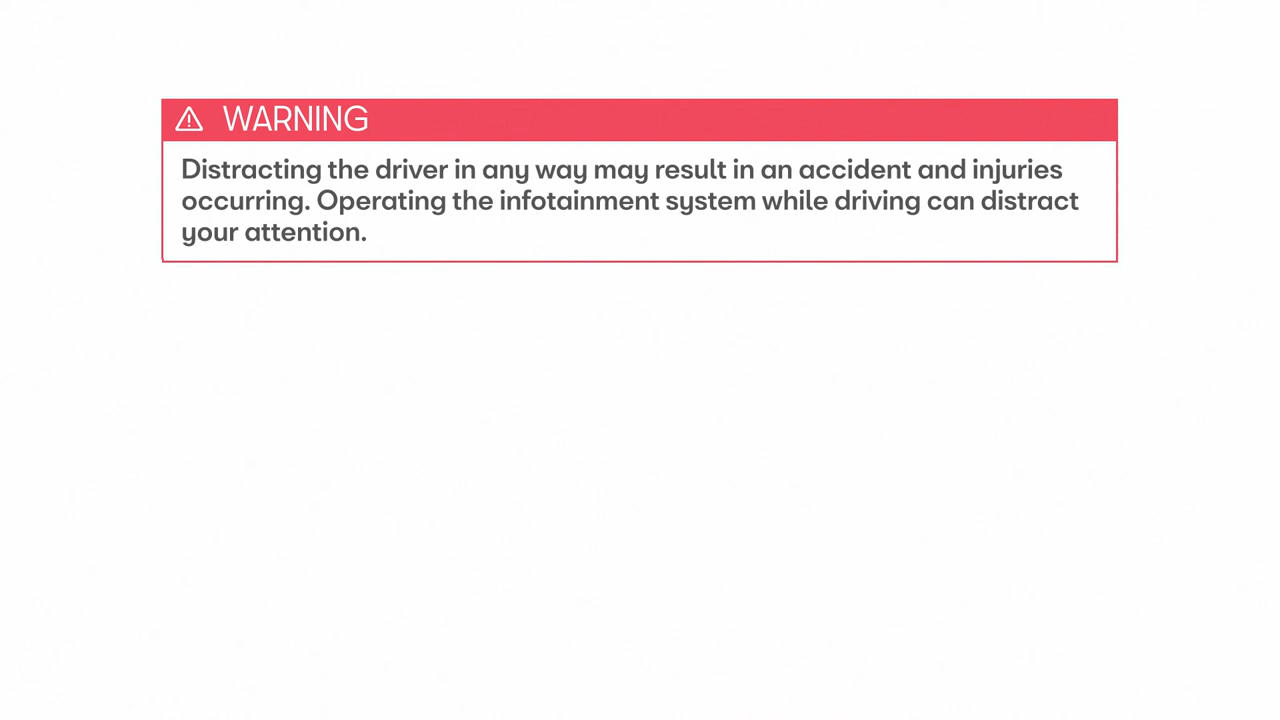 WARNING
Distracting the driver in any way may result in an accident and injuries
occurring. Operating the infotainment system while driving can distract
your attention.